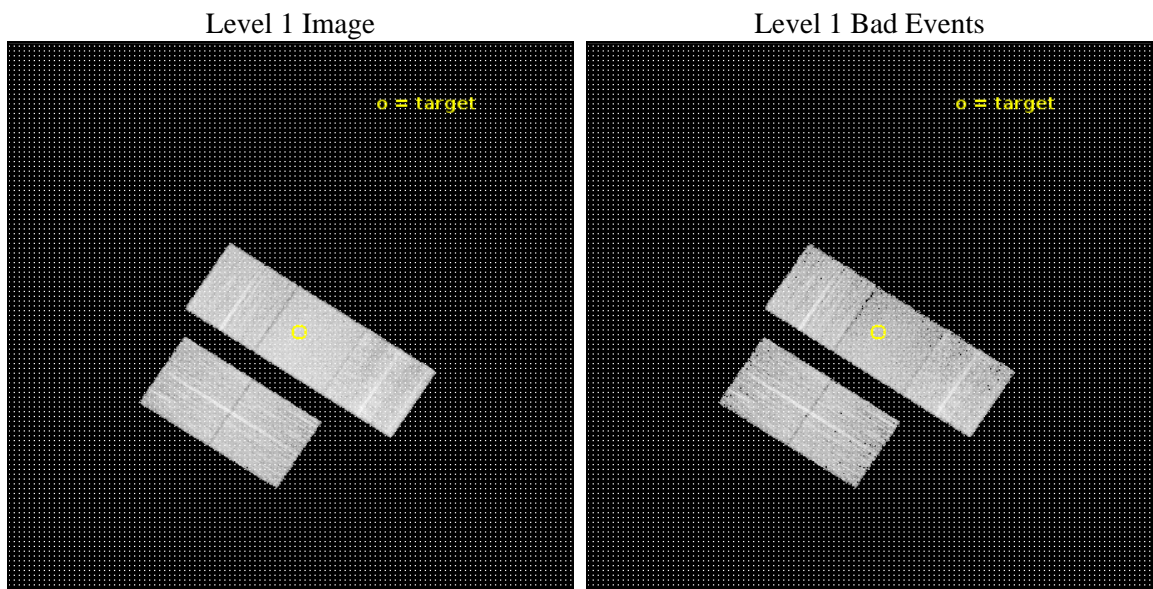 Level 1 Image
Level 1 Bad Events
o = target
o = target